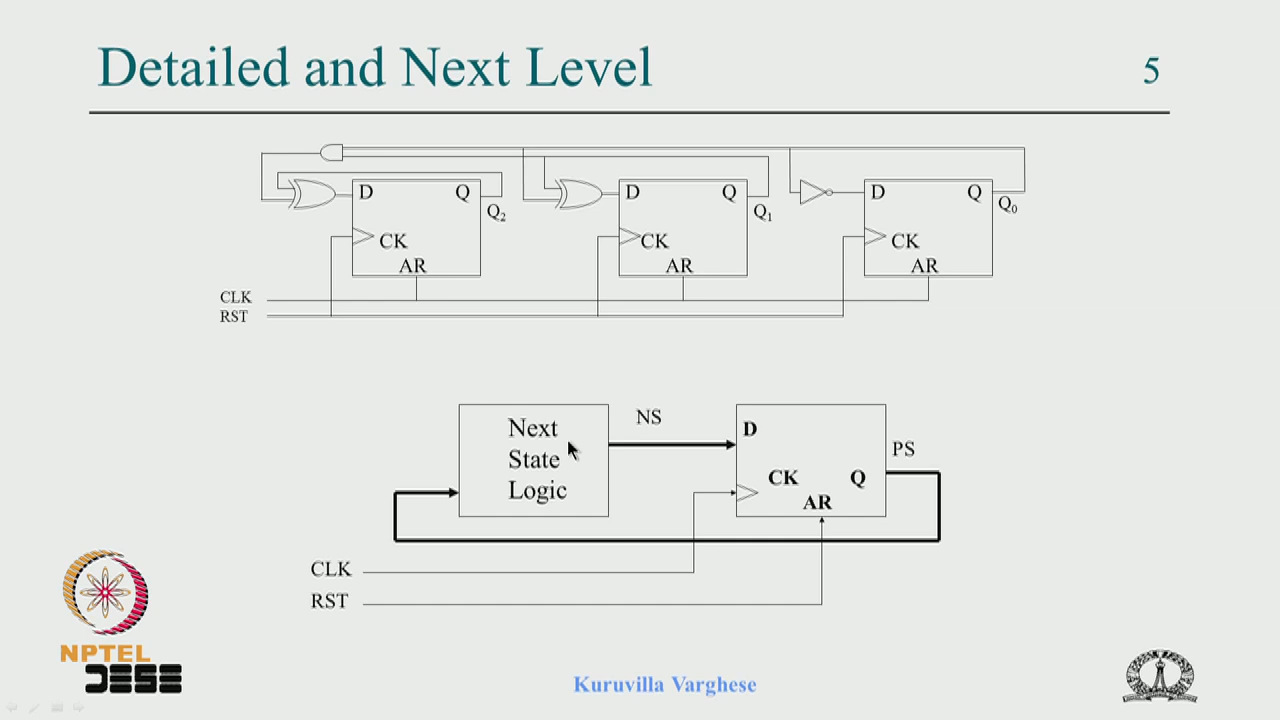 Detailed and Next Level
5
D Q D Q D Q
Q2 Q1 Q0
CK CK CK
AR AR AR
CLK
RST
Next
State
Logic
NS
D
PS
CK Q
AR
CLK
RST
NPTEL
DESE
Kuruvilla Varghese